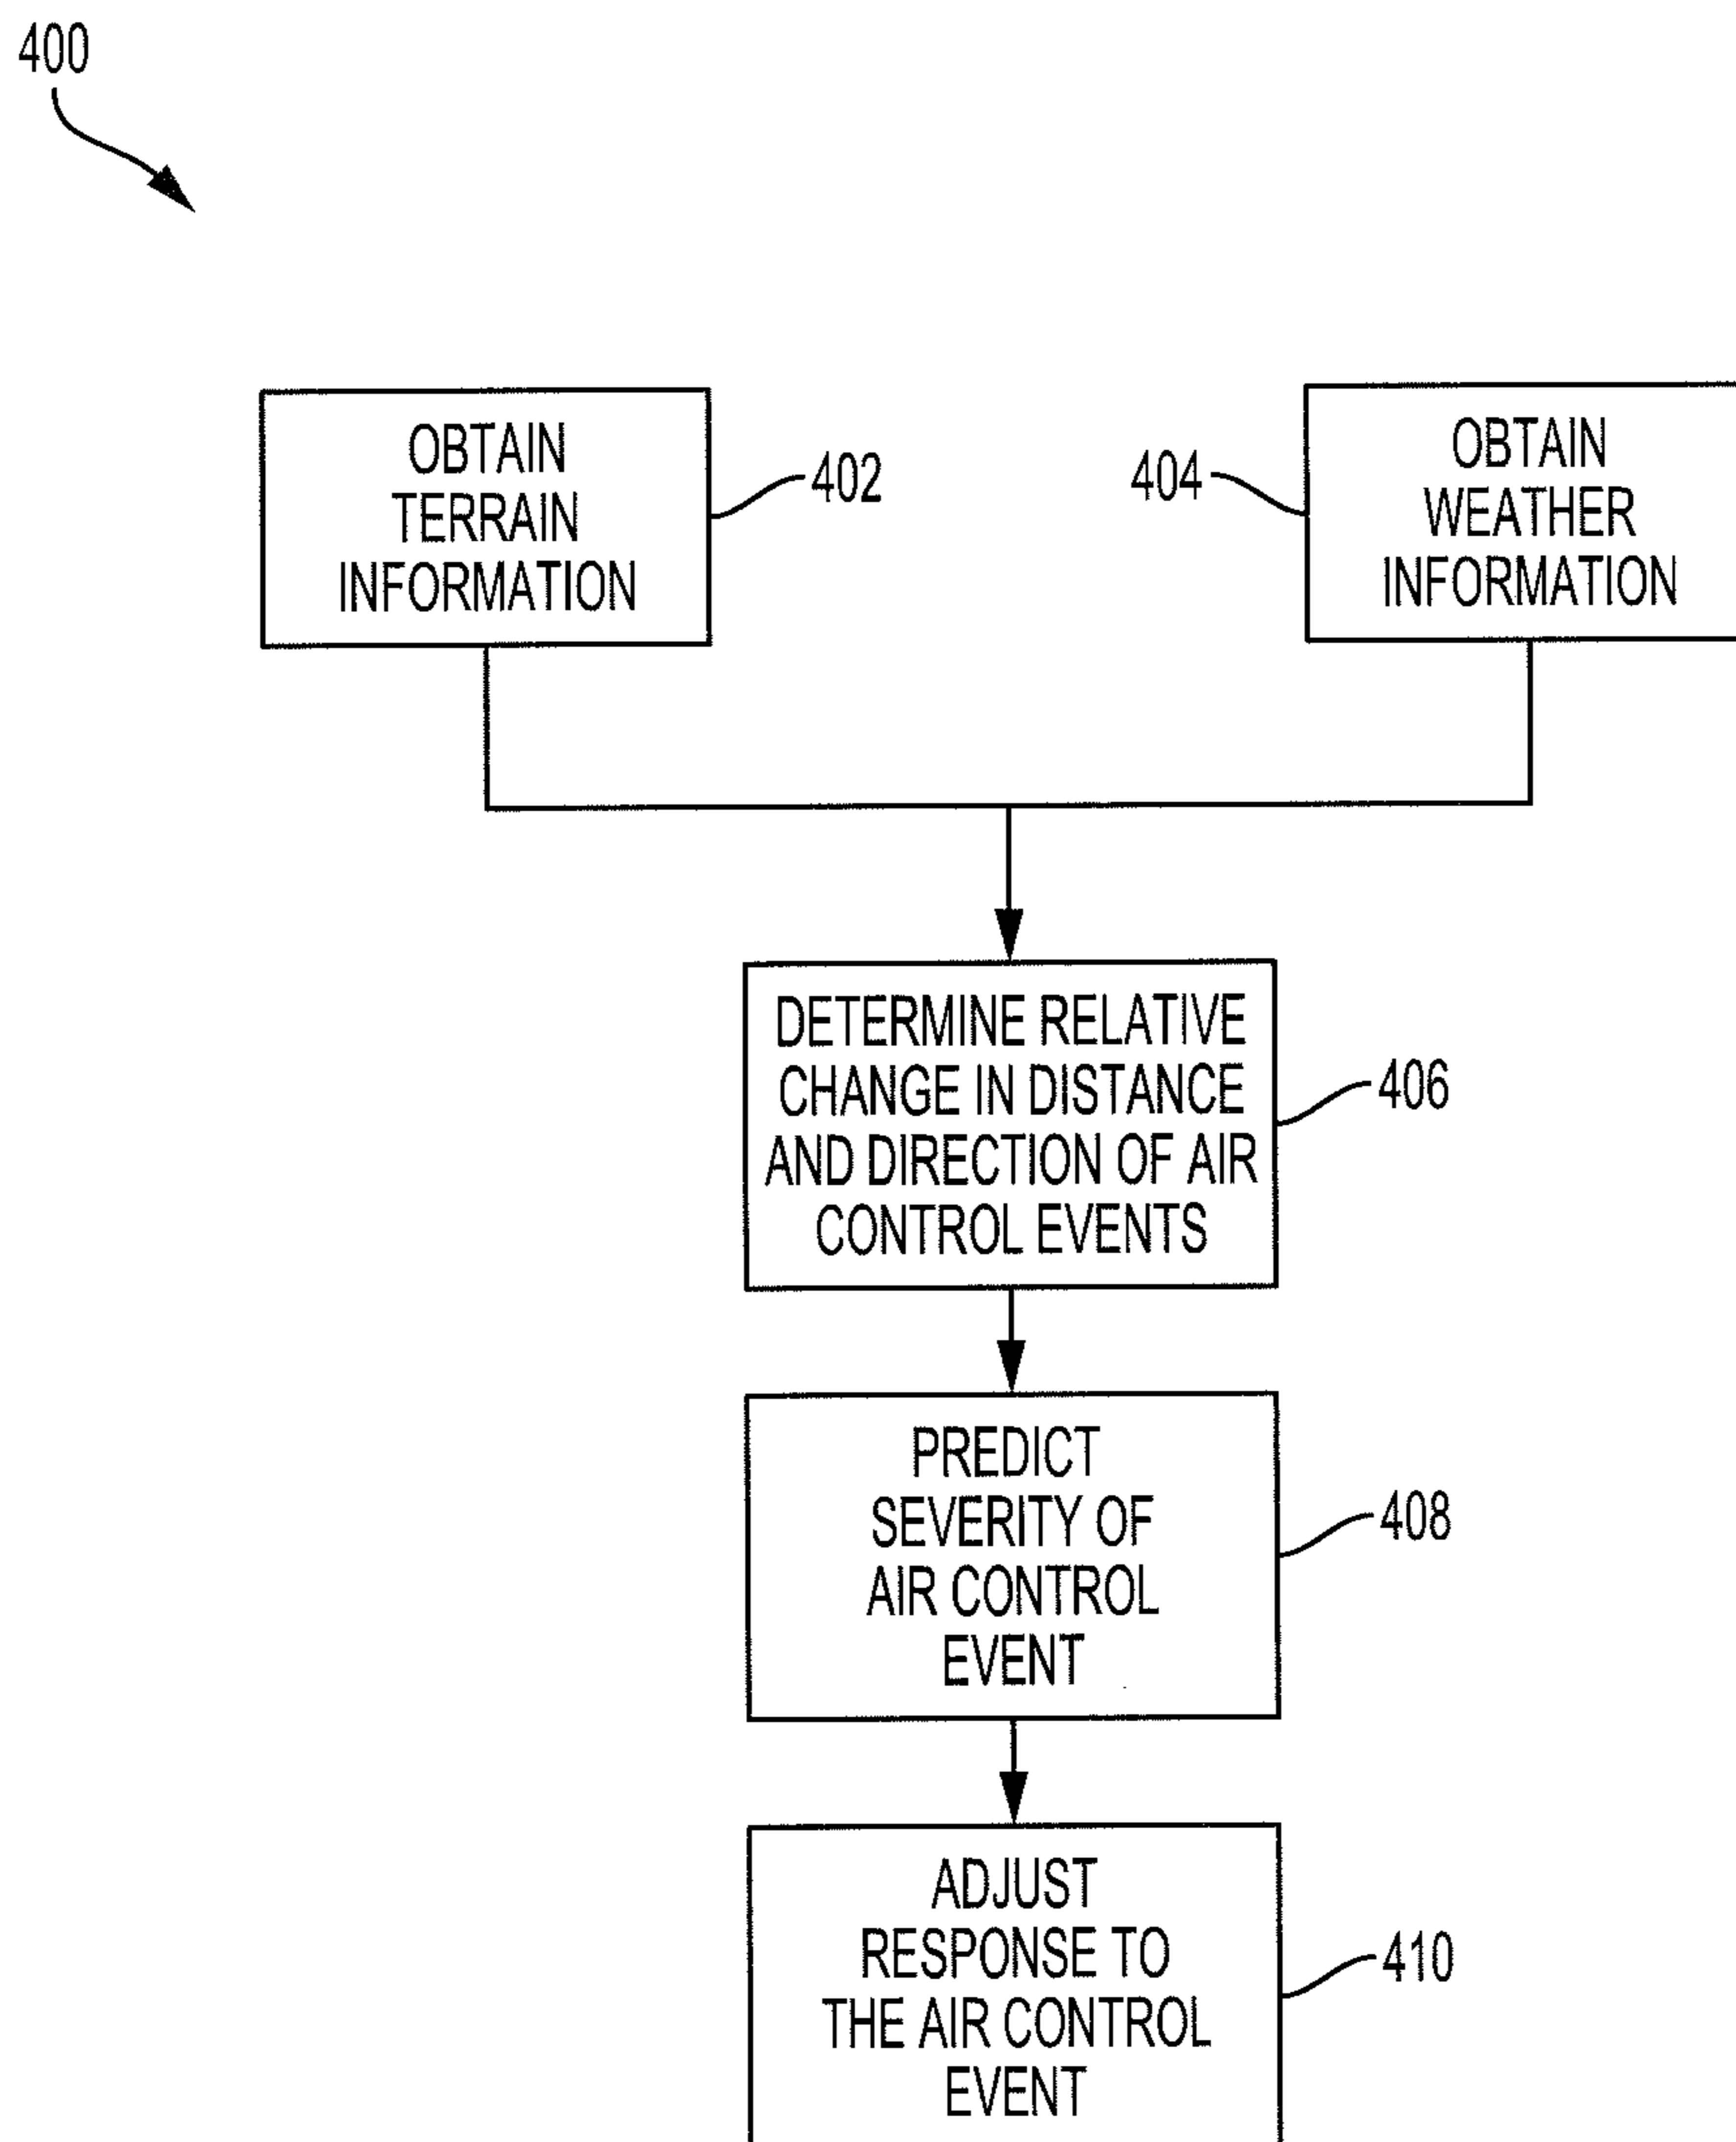 400
OBTAIN
TERRAIN
INFORMATION
402
404
OBTAIN
WEATHER
INFORMATION
DETERMINE RELATIVE
CHANGE IN DISTANCE
AND DIRECTION OF AIR
CONTROL EVENTS
406
PREDICT
SEVERITY OF
AIR CONTROL
EVENT
408
ADJUST
RESPONSE TO
THE AIR CONTROL
EVENT
410